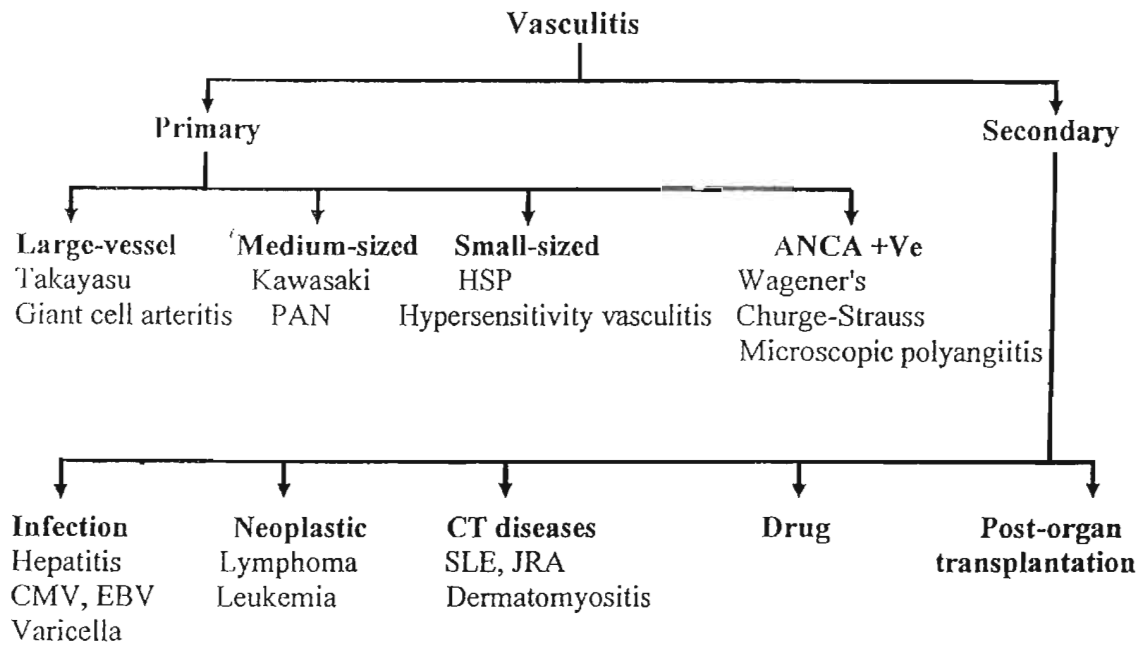 Vasculitis
Primary
Secondary
Large-vessel
Takayasu
Giant cell arteritis
Medium-sized
Kawasaki
PAN
Small-sized
HSP
Hypersensitivity vasculitis
ANCA +Ve
Wagener's
Churge-Strauss
Microscopic polyangiitis
Infection
Hepatitis
CMV, EBV
Varicella
Neoplastic
Lymphoma
Leukemia
CT diseases
SLE, JRA
Dermatomyositis
Drug
Post-organ
transplantation